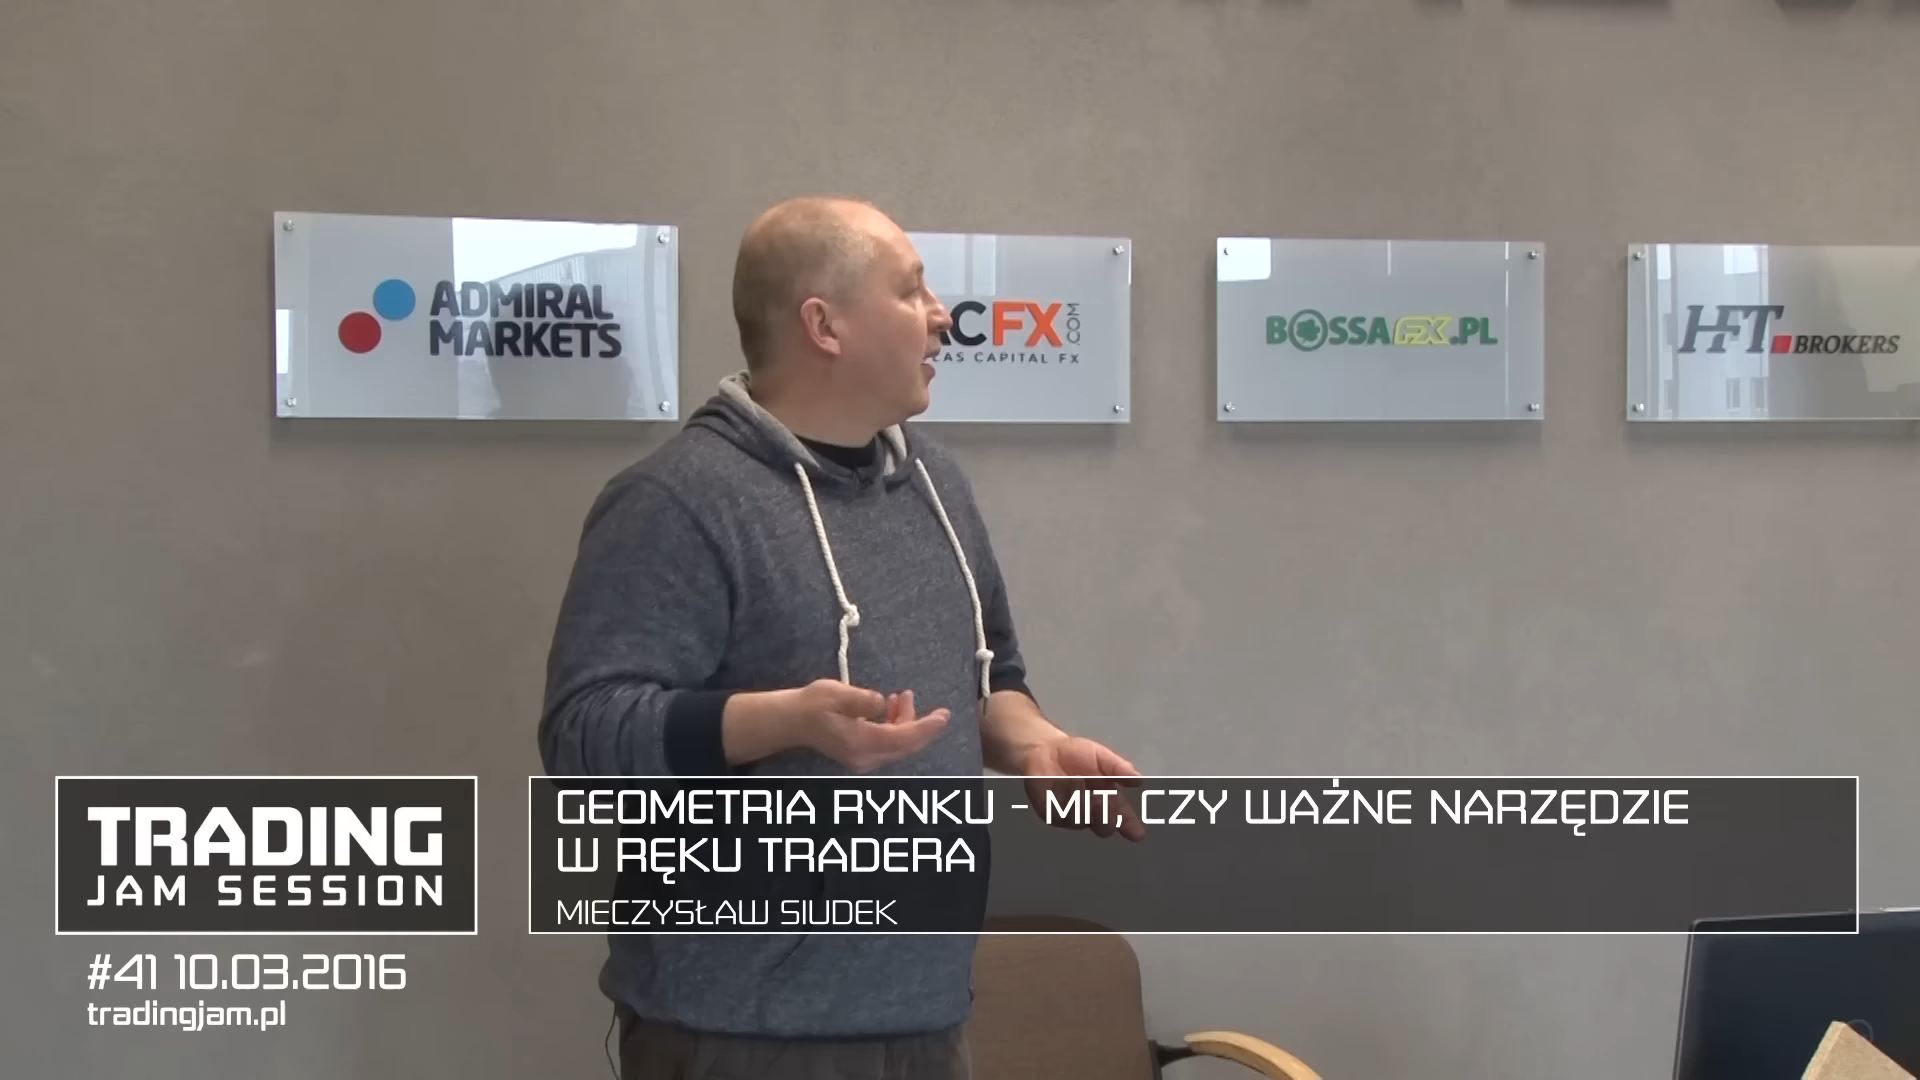 ADMIRAL
MARKETS
CFX
.COM
CAPITAL FX
BOSSAFX.PL
HFT BROKERS
TRADING
JAM SESSION
GEOMETRIA RYNKU - MIT, CZY WAŻNE NARZĘDZIE
W RĘKU TRADERA
MIECZYSŁAW SIUDEK
#41 10.03.2016
tradingjam.pl